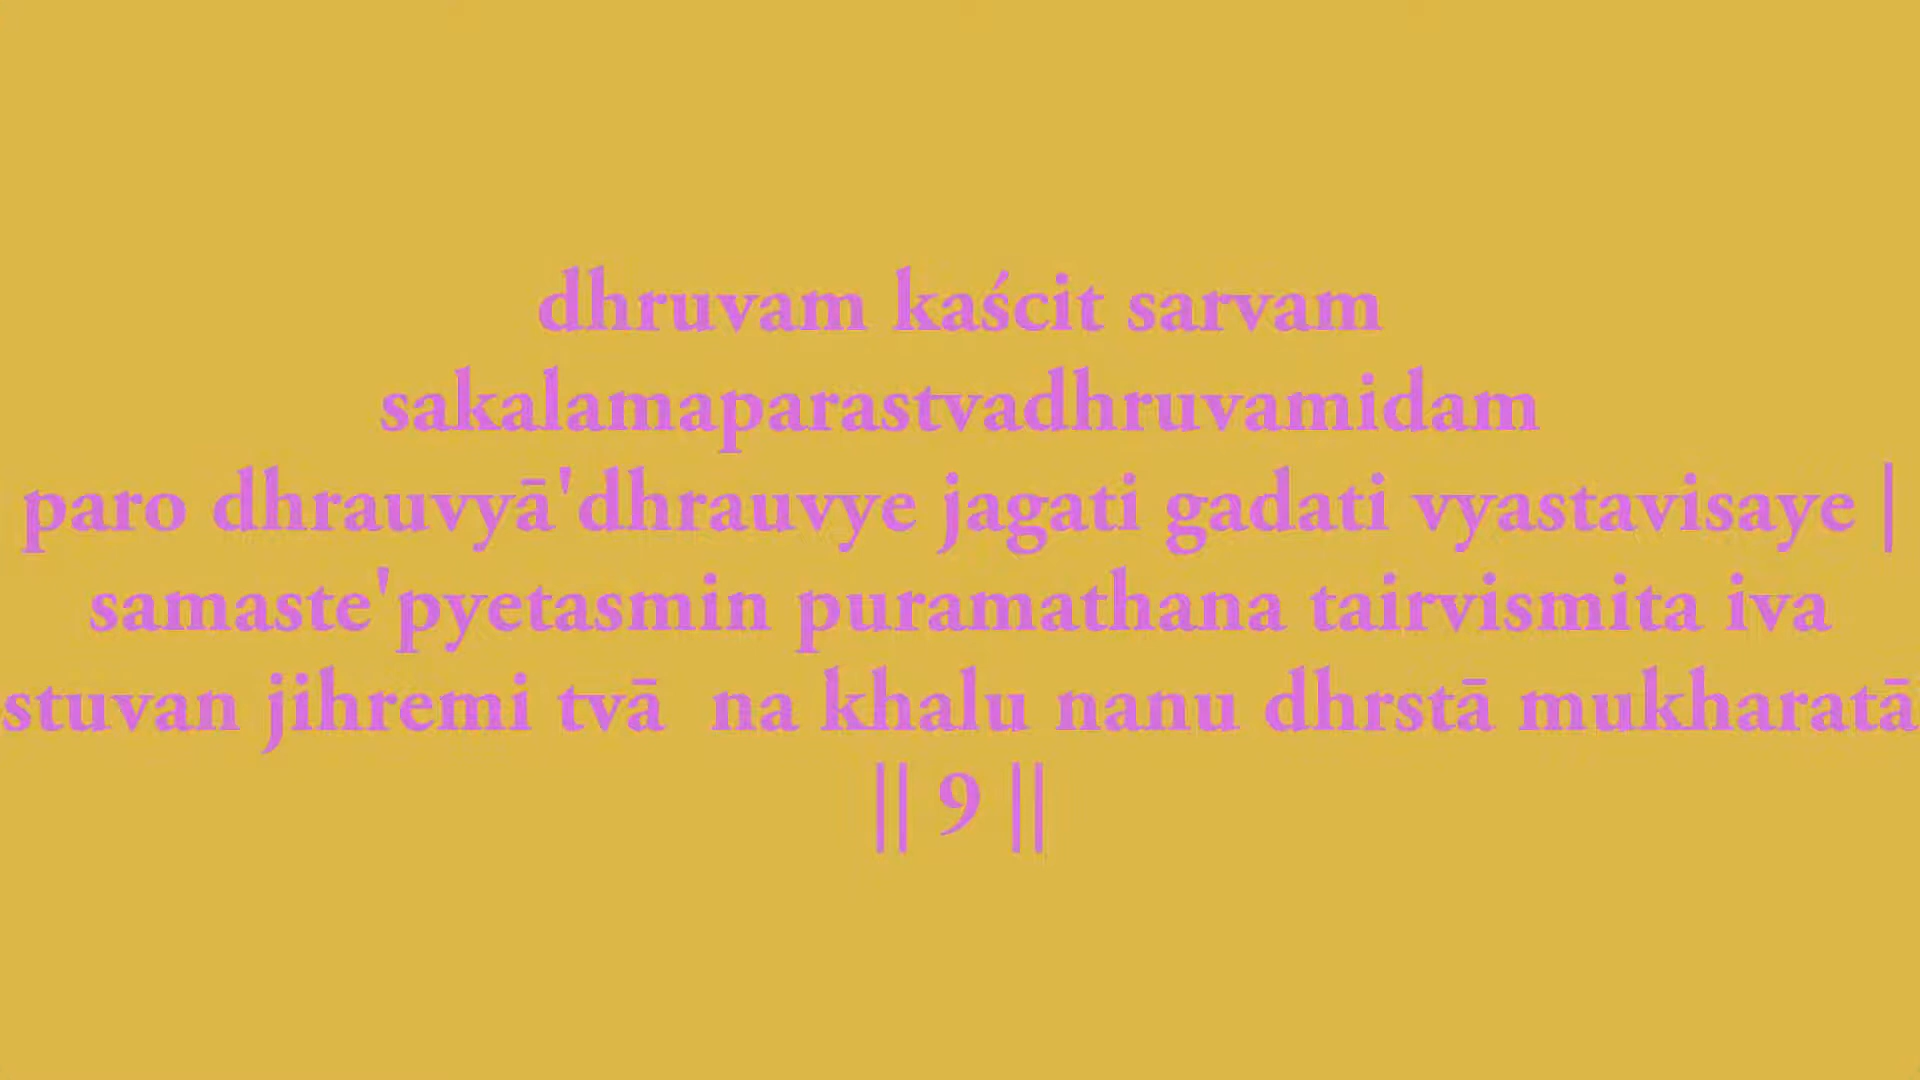 dhruvam kaścit sarvam
sakalamaparastvadhruvamidam
paro dhrauvyā'dhrauvye jagati gadati vyastavisaye |
samaste'pyetasmin puramathana tairvismita iva
stuvan jihremi tvā na khalu nanu dhrstā mukharatā
|| 9 ||